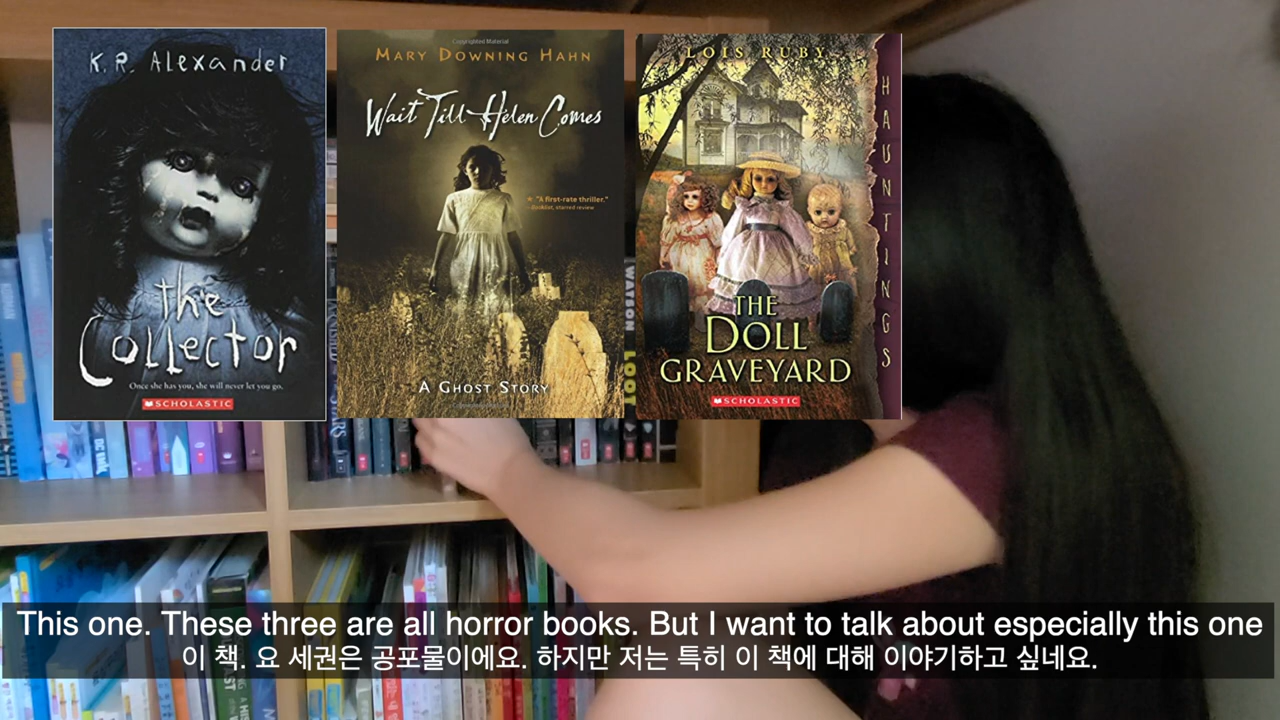 K.R. Alexander
the
Collector
Once she has you, she will never let you go.
SCHOLASTIC
Copyrighted Material
MARY DOWNING HAHN
Wait Till Helen Comes
"A first-rate thriller."
—Booklist, starred review
A GHOST STORY
LOIS RUBY
HAUNTINGS
THE
DOLL
GRAVEYARD
SCHOLASTIC
WATSON
LOOT
This one. These three are all horror books. But I want to talk about especially this one
이 책. 요 세권은 공포물이에요. 하지만 저는 특히 이 책에 대해 이야기하고 싶네요.